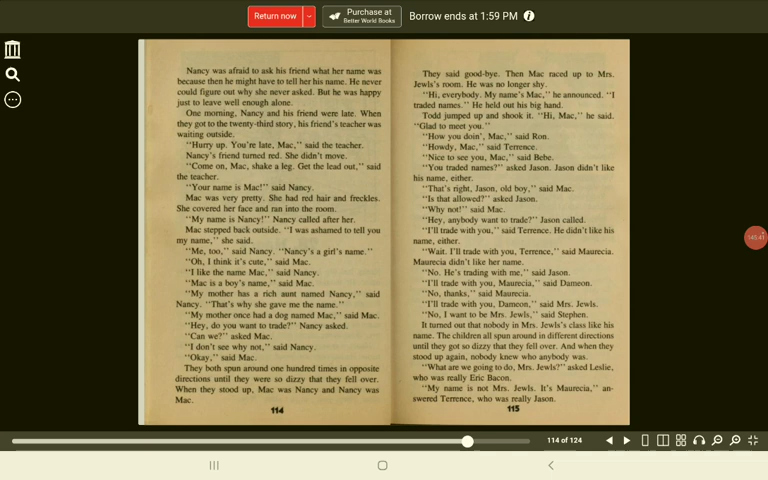 Return now
Purchase at
Better World Books
Borrow ends at 1:59 PM
Nancy was afraid to ask his friend what her name was
because then he might have to tell her his name. He never
could figure out why she never asked. But he was happy
just to leave well enough alone.
One morning, Nancy and his friend were late. When
they got to the twenty-third story, his friend's teacher was
waiting outside.
"Hurry up. You're late, Mac," said the teacher.
Nancy's friend turned red. She didn't move.
"Come on, Mac, shake a leg. Get the lead out," said
the teacher.
"Your name is Mac!" said Nancy.
Mac was very pretty. She had red hair and freckles.
She covered her face and ran into the room.
"My name is Nancy!" Nancy called after her.
Mac stepped back outside. "I was ashamed to tell you
my name," she said.
"Me, too," said Nancy. "Nancy's a girl's name."
"Oh, I think it's cute," said Mac.
"I like the name Mac," said Nancy.
"Mac is a boy's name," said Mac.
"My mother has a rich aunt named Nancy," said
Nancy. "That's why she gave me the name."
"My mother once had a dog named Mac," said Mac.
"Hey, do you want to trade?" Nancy asked.
"Can we?" asked Mac.
"I don't see why not," said Nancy.
"Okay," said Mac.
They both spun around one hundred times in opposite
directions until they were so dizzy that they fell over.
When they stood up, Mac was Nancy and Nancy was
Mac.
114
They said good-bye. Then Mac raced up to Mrs.
Jewls's room. He was no longer shy.
"Hi, everybody. My name's Mac," he announced. "I
traded names." He held out his big hand.
Todd jumped up and shook it. "Hi, Mac," he said.
"Glad to meet you."
"How you doin', Mac," said Ron.
"Howdy, Mac," said Terrence.
"Nice to see you, Mac," said Bebe.
"You traded names?" asked Jason. Jason didn't like
his name, either.
"That's right, Jason, old boy," said Mac.
"Is that allowed?" asked Jason.
"Why not!" said Mac.
"Hey, anybody want to trade?" Jason called.
"I'll trade with you," said Terrence. He didn't like his
name, either.
"Wait. I'll trade with you, Terrence," said Maurecia.
Maurecia didn't like her name.
"No. He's trading with me," said Jason.
"I'll trade with you, Maurecia," said Dameon.
"No, thanks," said Maurecia.
"I'll trade with you, Dameon," said Mrs. Jewls.
"No, I want to be Mrs. Jewls," said Stephen.
It turned out that nobody in Mrs. Jewls's class like his
name. The children all spun around in different directions
until they got so dizzy that they fell over. And when they
stood up again, nobody knew who anybody was.
"What are we going to do, Mrs. Jewls?" asked Leslie,
who was really Eric Bacon.
"My name is not Mrs. Jewls. It's Maurecia," an-
swered Terrence, who was really Jason.
115
114 of 124